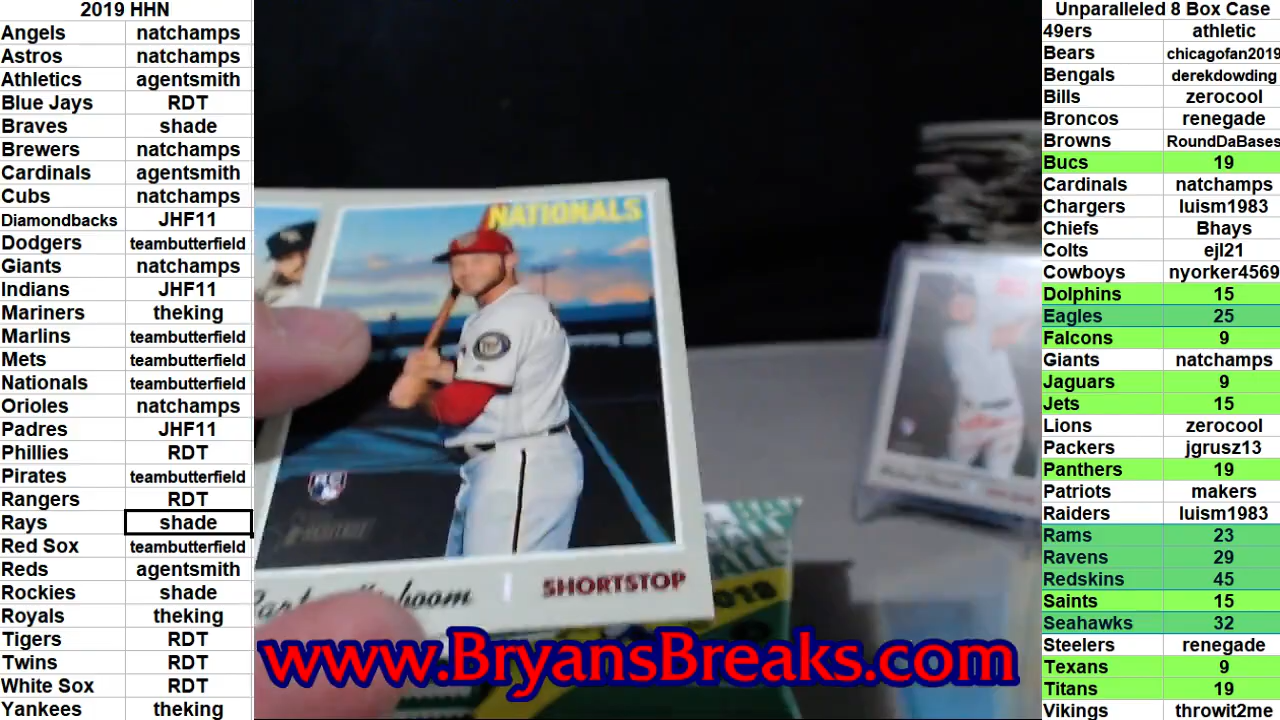 2019 HHN
Angels natchamps
Astros natchamps
Athletics agentsmith
Blue Jays RDT
Braves shade
Brewers natchamps
Cardinals agentsmith
Cubs natchamps
Diamondbacks JHF11
Dodgers teambutterfield
Giants natchamps
Indians JHF11
Mariners theking
Marlins teambutterfield
Mets teambutterfield
Nationals teambutterfield
Orioles natchamps
Padres JHF11
Phillies RDT
Pirates teambutterfield
Rangers RDT
Rays shade
Red Sox teambutterfield
Reds agentsmith
Rockies shade
Royals theking
Tigers RDT
Twins RDT
White Sox RDT
Yankees theking
NATIONALS
SHORTSTOP
www.BryansBreaks.com
Unparalleled 8 Box Case
49ers athletic
Bears chicagofan2019
Bengals derekdowding
Bills zerocool
Broncos renegade
Browns RoundDaBases
Bucs 19
Cardinals natchamps
Chargers luism1983
Chiefs Bhays
Colts ejl21
Cowboys nyorker4569
Dolphins 15
Eagles 25
Falcons 9
Giants natchamps
Jaguars 9
Jets 15
Lions zerocool
Packers jgrusz13
Panthers 19
Patriots makers
Raiders luism1983
Rams 23
Ravens 29
Redskins 45
Saints 15
Seahawks 32
Steelers renegade
Texans 9
Titans 19
Vikings throwit2me